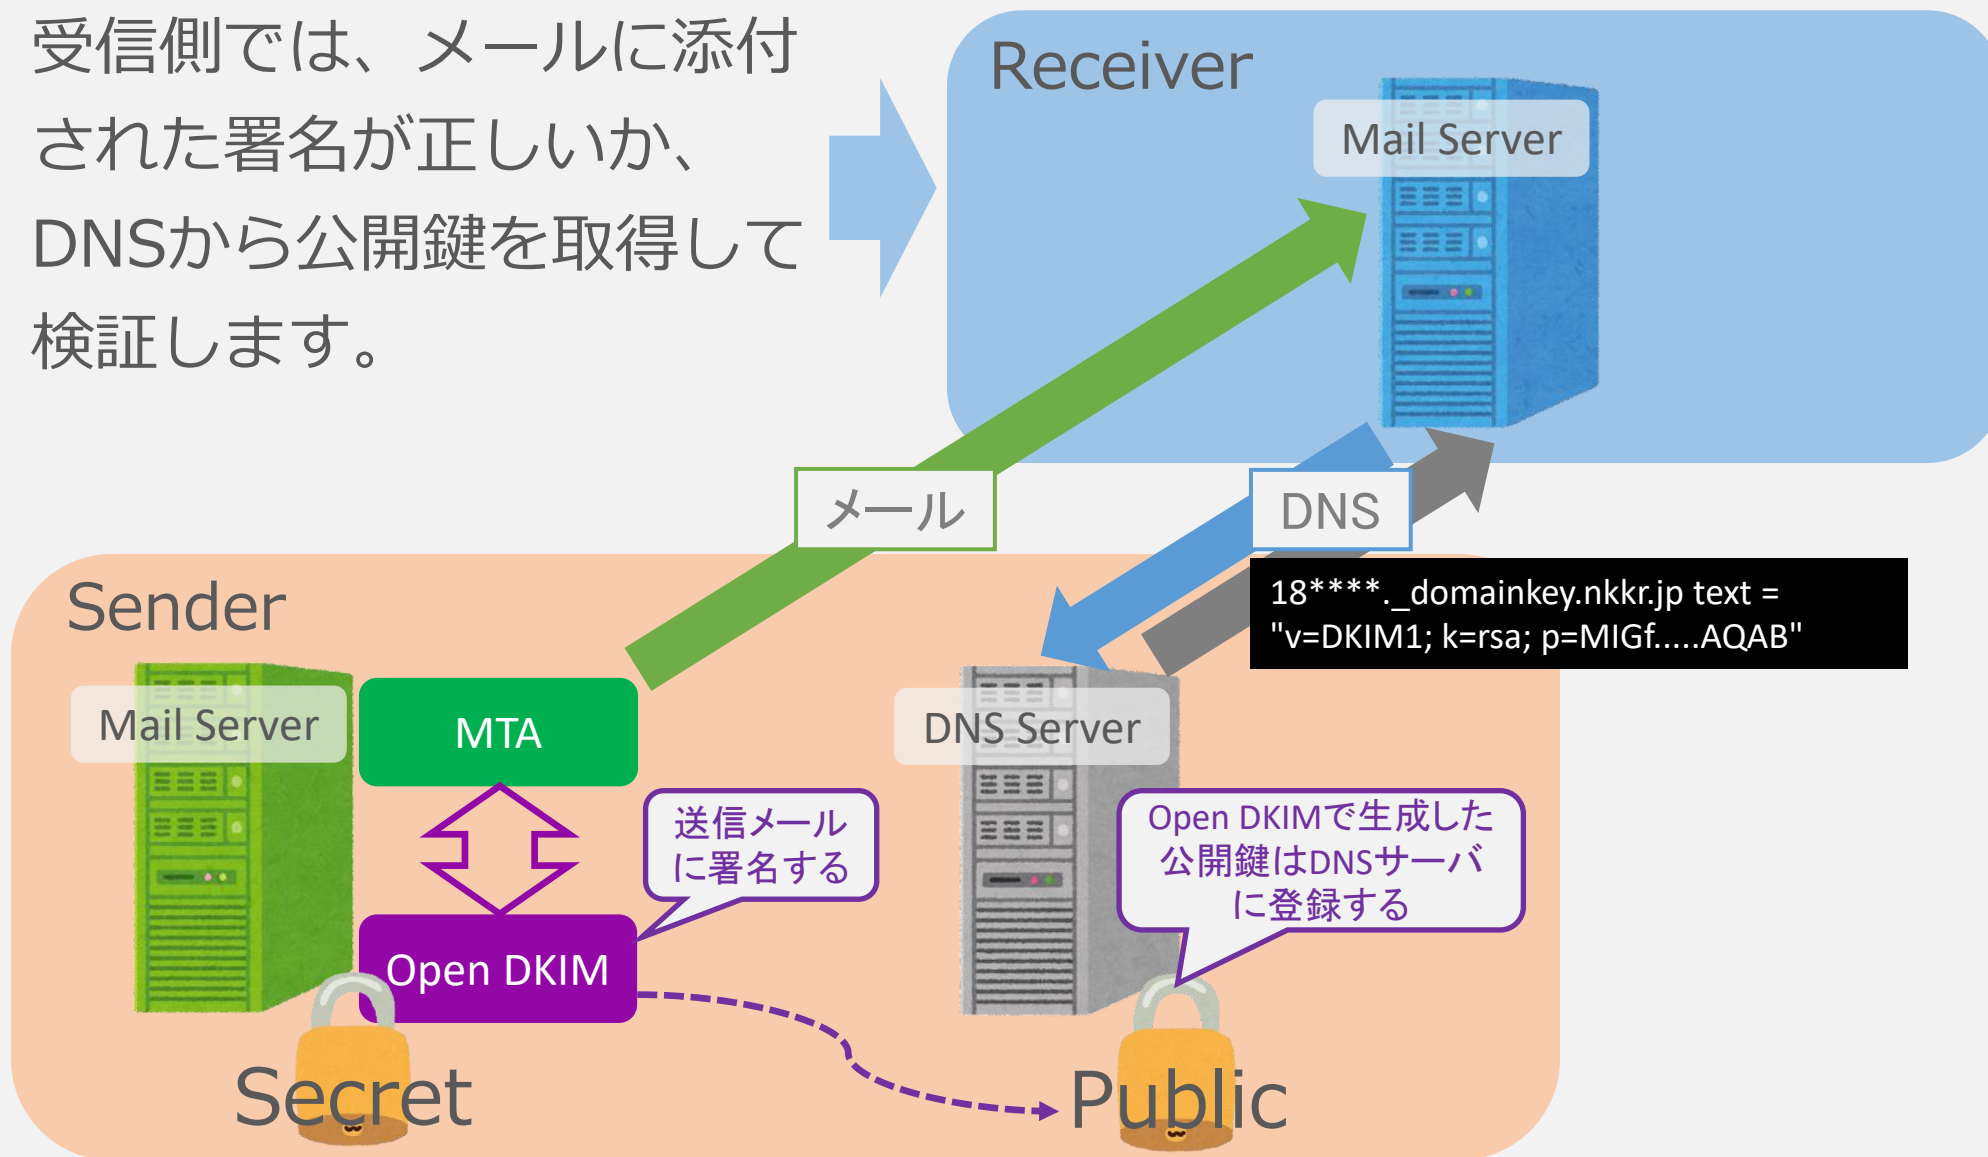 受信側では、メールに添付
された署名が正しいか、
DNSから公開鍵を取得して
検証します。
Receiver
Mail Server
メール
DNS
18****._domainkey.nkkr.jp text =
"v=DKIM1; k=rsa; p=MIGf.....AQAB"
Sender
Mail Server
MTA
送信メール
に署名する
Open DKIM
Secret
DNS Server
Open DKIMで生成した
公開鍵はDNSサーバ
に登録する
Public